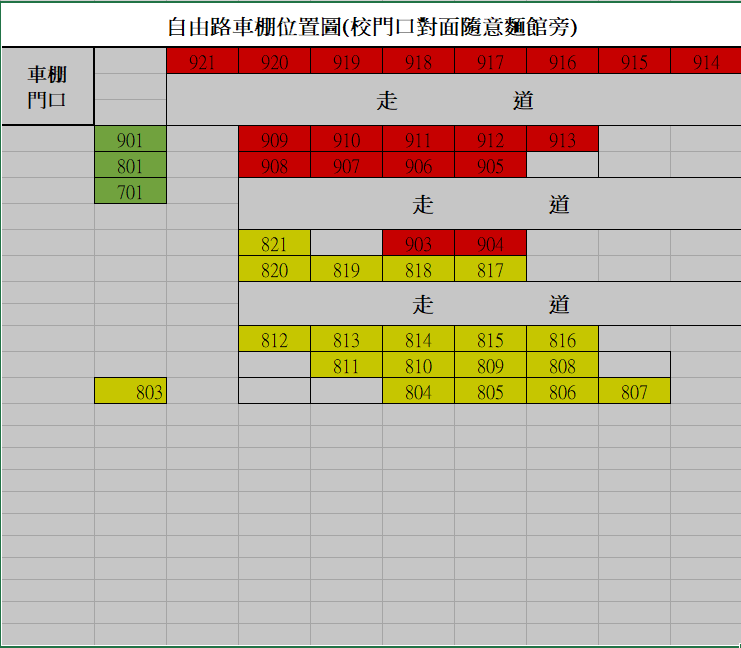 自由路車棚位置圖(校門口對面隨意麵館旁)
車棚
門口
921 920 919 918 917 916 915 914
走 道
901 909 910 911 912 913
801 908 907 906 905
701
走 道
821 903 904
820 819 818 817
走 道
812 813 814 815 816
811 810 809 808
803 804 805 806 807